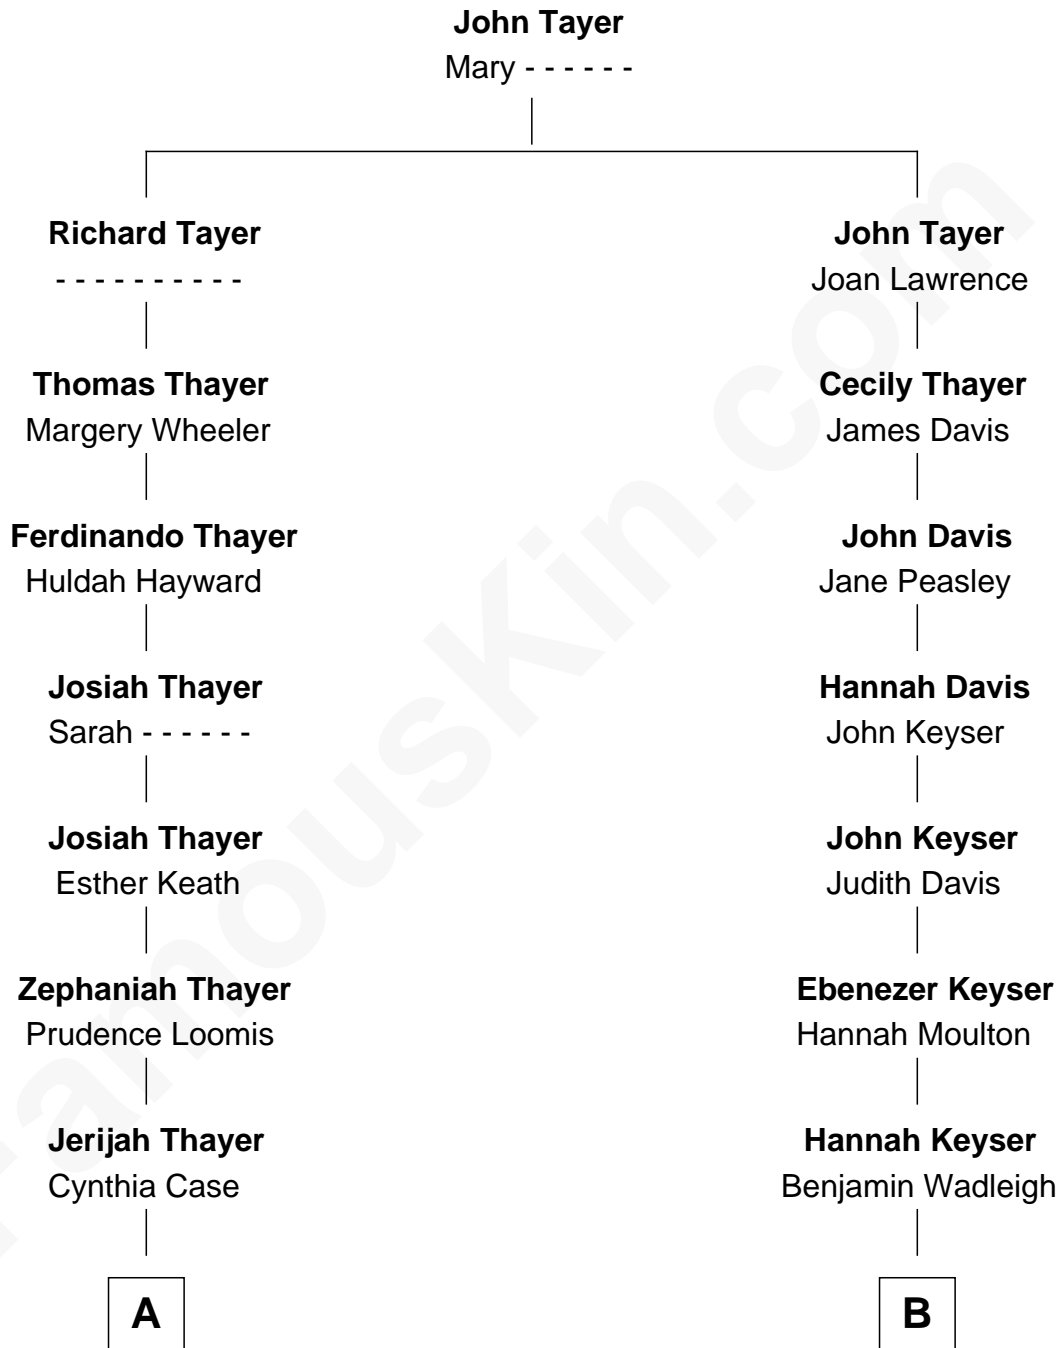 John Tayer
Mary - - - - - -
Richard Tayer
- - - - - - - - - -
John Tayer
Joan Lawrence
Thomas Thayer
Margery Wheeler
Cecily Thayer
James Davis
Ferdinando Thayer
Huldah Hayward
John Davis
Jane Peasley
Josiah Thayer
Sarah - - - - - -
Hannah Davis
John Keyser
Josiah Thayer
Esther Keath
John Keyser
Judith Davis
Zephaniah Thayer
Prudence Loomis
Ebenezer Keyser
Hannah Moulton
Jerijah Thayer
Cynthia Case
Hannah Keyser
Benjamin Wadleigh
A
B
FamousKin.com